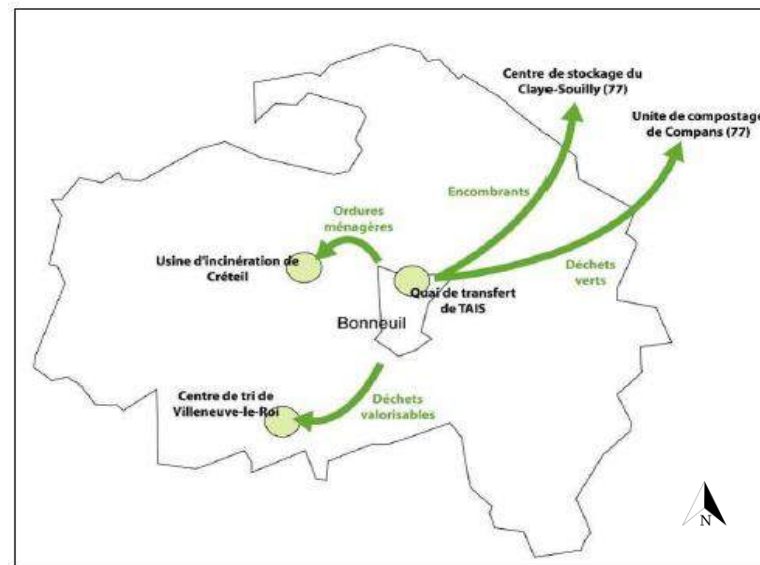 Centre de stockage du
Claye-Souilly (77)
Unite de compostage
de Compans (77)
Encombrants
Ordures
ménagères
Usine d'incinération de
Créteil
Déchets
verts
Quai de transfert
de TAIS
Bonneuil
Centre de tri de
Villeneuve-le-Roi
Déchets
valorisables
N